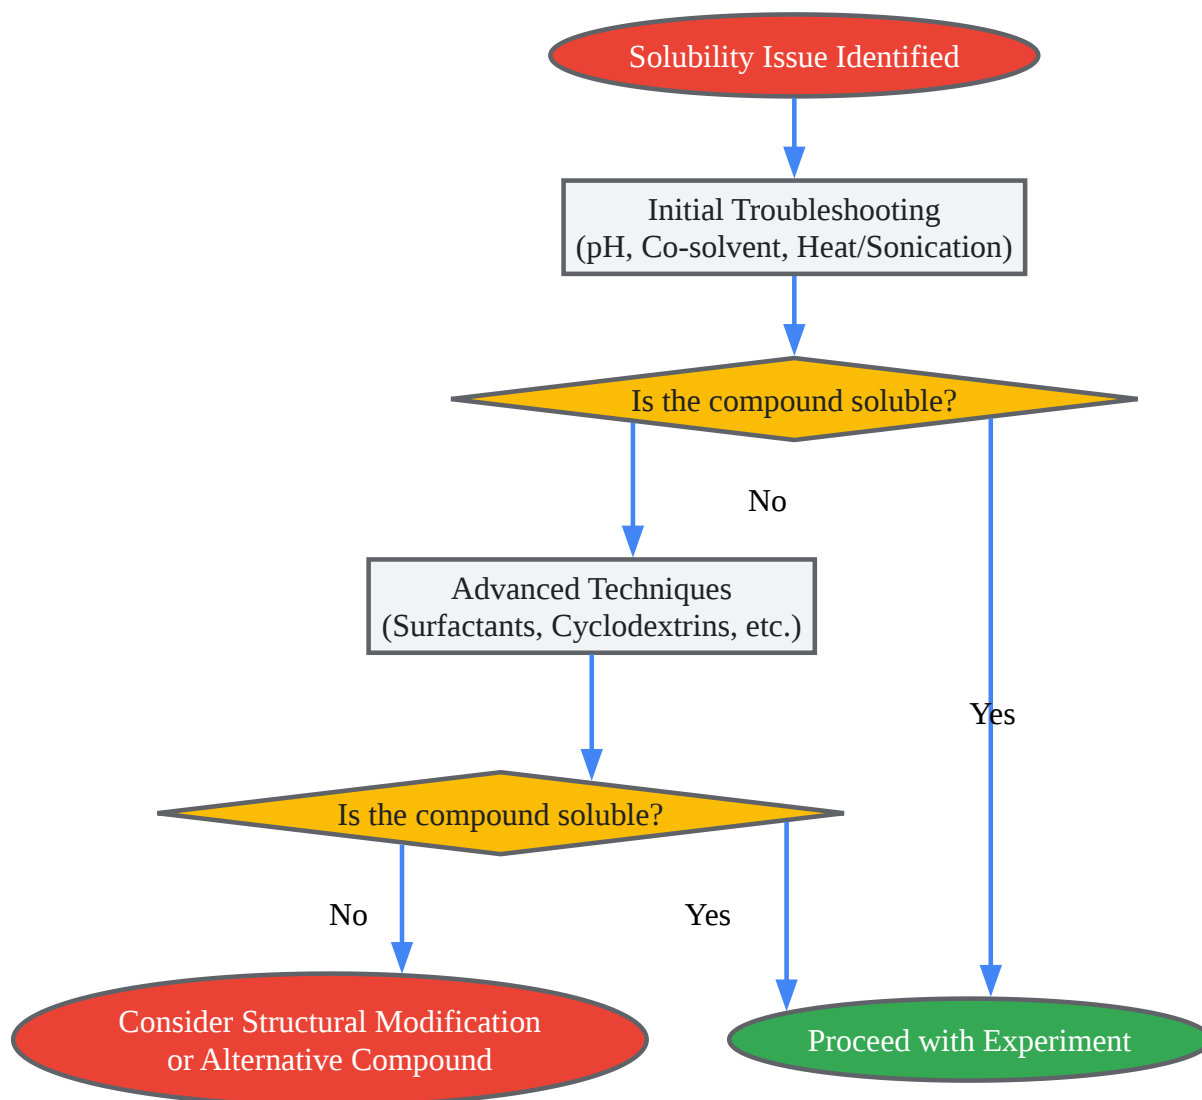 Solubility Issue Identified
Initial Troubleshooting
(pH, Co-solvent, Heat/Sonication)
Is the compound soluble?
No
Advanced Techniques
(Surfactants, Cyclodextrins, etc.)
Yes
Is the compound soluble?
No
Yes
Consider Structural Modification
or Alternative Compound
Proceed with Experiment